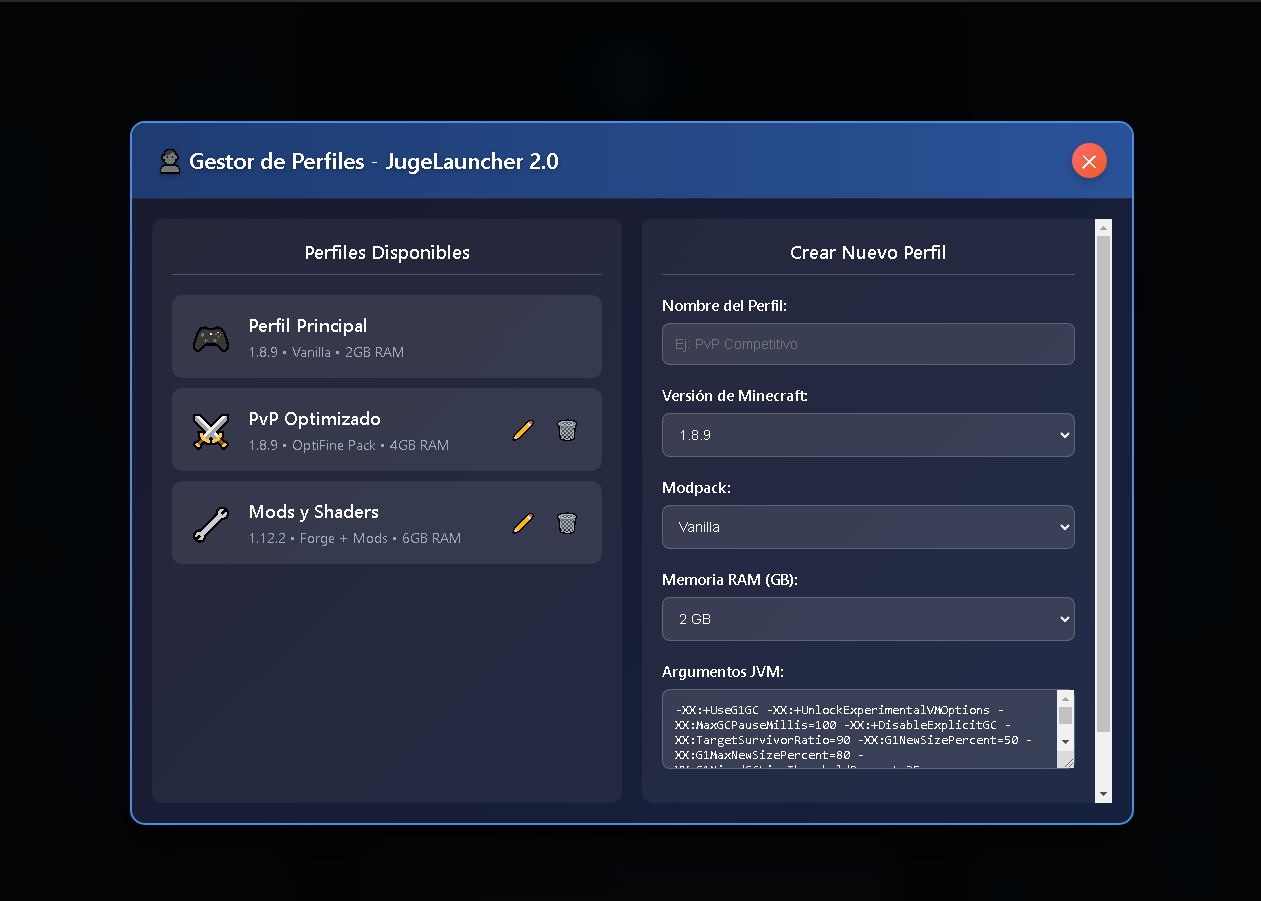 Gestor de Perfiles - JugeLauncher 2.0
Perfiles Disponibles
Perfil Principal
1.8.9 • Vanilla • 2GB RAM
PvP Optimizado
1.8.9 • OptiFine Pack • 4GB RAM
Mods y Shaders
1.12.2 • Forge + Mods • 6GB RAM
Crear Nuevo Perfil
Nombre del Perfil:
Ej: PvP Competitivo
Versión de Minecraft:
1.8.9
Modpack:
Vanilla
Memoria RAM (GB):
2 GB
Argumentos JVM:
-XX:+UseG1GC -XX:+UnlockExperimentalVMOptions -
XX:MaxGCPauseMillis=100 -XX:+DisableExplicitGC -
XX:TargetSurvivorRatio=90 -XX:G1NewSizePercent=50 -
XX:G1MaxNewSizePercent=80 -